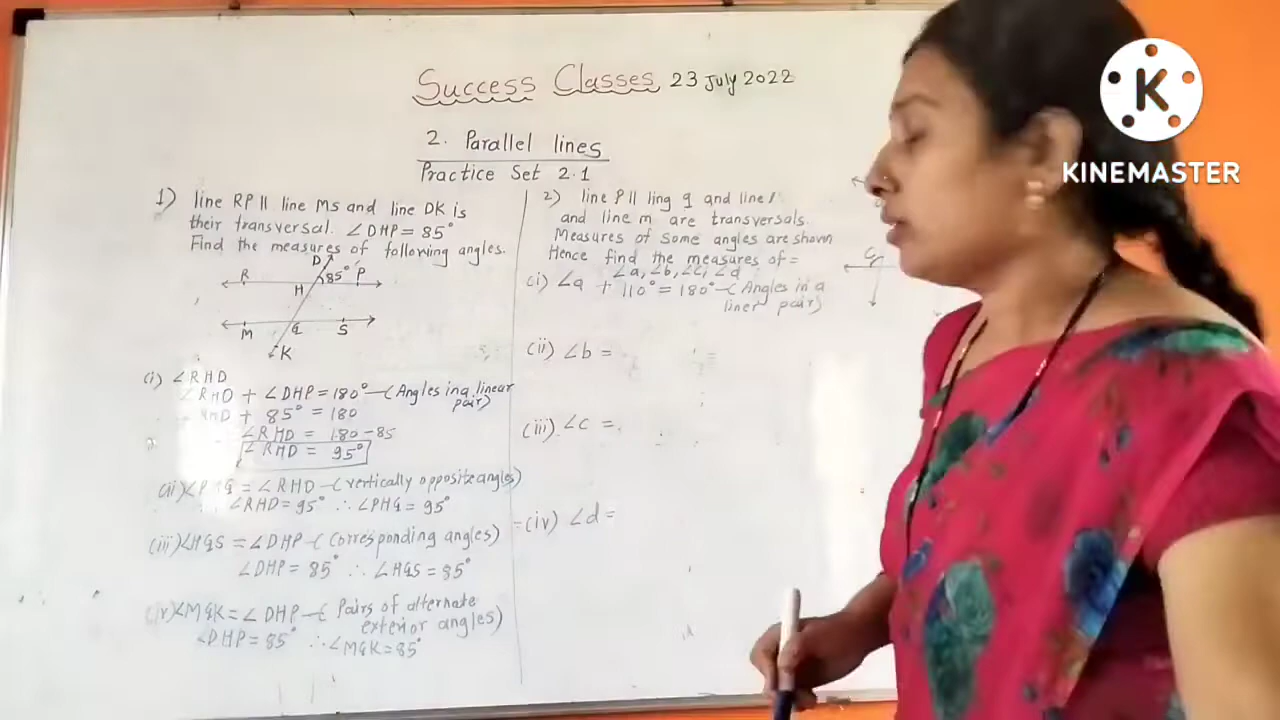 Success Classes 23 July 2022
2. Parallel lines
Practice Set 2.1
1) line RP || line MS and line DK is
their transversal. ∠DHP = 85°
Find the measures of following angles.
D
R
85°
P
H
M
G
S
K
(i) ∠RHD
∠RHD + ∠DHP = 180° —( Angles in a linear pair)
RHD + 85° = 180
∠RHD = 180 - 85
∠RHD = 95°
(ii) ∠PHG = ∠RHD —( vertically opposite angles)
∠RHD = 95° ∴ ∠PHG = 95°
(iii) ∠HGS = ∠DHP —( Corresponding angles)
∠DHP = 85° ∴ ∠HGS = 85°
(iv) ∠MGK = ∠DHP —( Pairs of alternate
exterior angles)
∠DHP = 85° ∴ ∠MGK = 85°
2) line P || ling q and line l
and line m are transversals.
Measures of some angles are shown
Hence find the measures of =
∠a, ∠b, ∠c, ∠d
(i) ∠a + 110° = 180° —( Angles in a
liner pair)
(ii) ∠b =
(iii) ∠c =
(iv) ∠d =
K
KINEMASTER